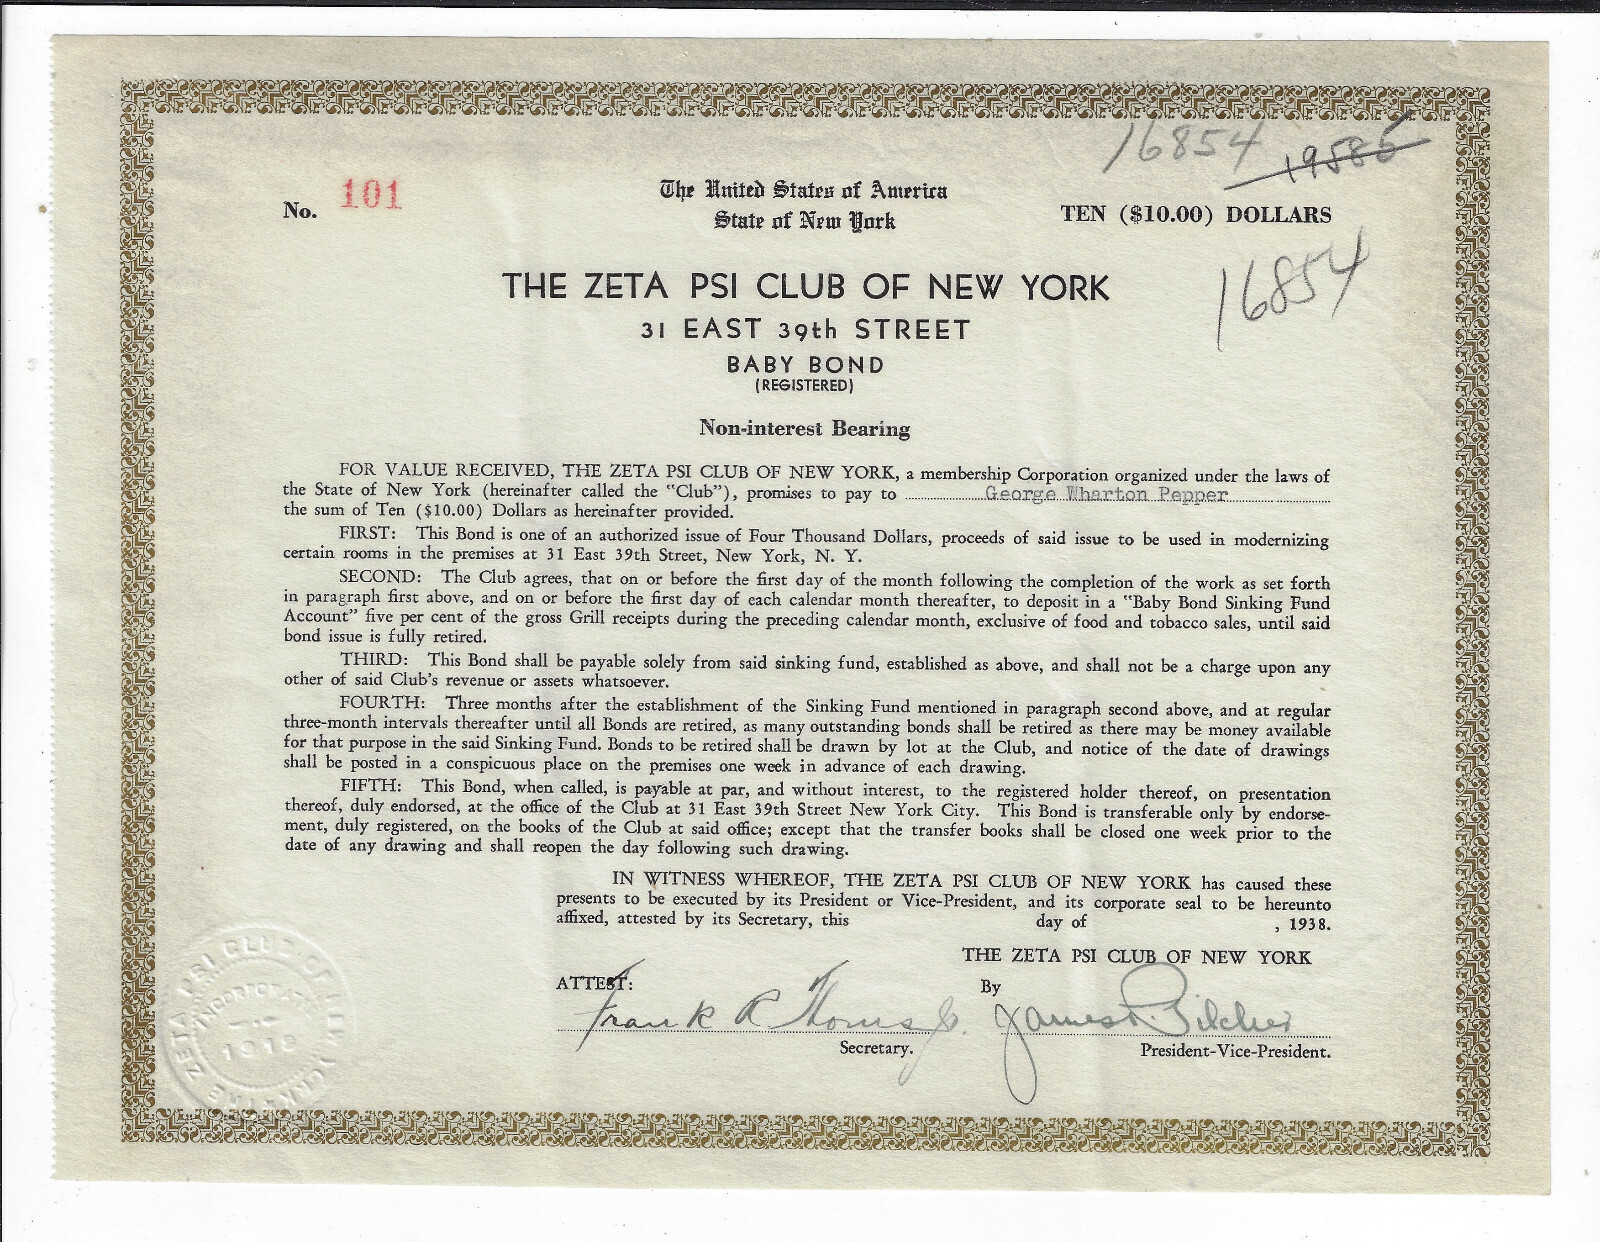 16854 19585
No. 101
The United States of America
State of New York
TEN ($10.00) DOLLARS
16854
THE ZETA PSI CLUB OF NEW YORK
31 EAST 39th STREET
BABY BOND
(REGISTERED)
Non-interest Bearing
FOR VALUE RECEIVED, THE ZETA PSI CLUB OF NEW YORK, a membership Corporation organized under the laws of
the State of New York (hereinafter called the “Club”), promises to pay to George Wharton Pepper
the sum of Ten ($10.00) Dollars as hereinafter provided.
FIRST: This Bond is one of an authorized issue of Four Thousand Dollars, proceeds of said issue to be used in modernizing
certain rooms in the premises at 31 East 39th Street, New York, N. Y.
SECOND: The Club agrees, that on or before the first day of the month following the completion of the work as set forth
in paragraph first above, and on or before the first day of each calendar month thereafter, to deposit in a “Baby Bond Sinking Fund
Account” five per cent of the gross Grill receipts during the preceding calendar month, exclusive of food and tobacco sales, until said
bond issue is fully retired.
THIRD: This Bond shall be payable solely from said sinking fund, established as above, and shall not be a charge upon any
other of said Club’s revenue or assets whatsoever.
FOURTH: Three months after the establishment of the Sinking Fund mentioned in paragraph second above, and at regular
three-month intervals thereafter until all Bonds are retired, as many outstanding bonds shall be retired as there may be money available
for that purpose in the said Sinking Fund. Bonds to be retired shall be drawn by lot at the Club, and notice of the date of drawings
shall be posted in a conspicuous place on the premises one week in advance of each drawing.
FIFTH: This Bond, when called, is payable at par, and without interest, to the registered holder thereof, on presentation
thereof, duly endorsed, at the office of the Club at 31 East 39th Street New York City. This Bond is transferable only by endorse-
ment, duly registered, on the books of the Club at said office; except that the transfer books shall be closed one week prior to the
date of any drawing and shall reopen the day following such drawing.
IN WITNESS WHEREOF, THE ZETA PSI CLUB OF NEW YORK has caused these
presents to be executed by its President or Vice-President, and its corporate seal to be hereunto
affixed, attested by its Secretary, this day of , 1938.
THE ZETA PSI CLUB OF NEW YORK
ATTEST: By
Frank R Thoms Jr. James R. Pilcher
Secretary. President-Vice-President.
THE ZETA PSI CLUB OF NEW YORK
INCORPORATED
1918